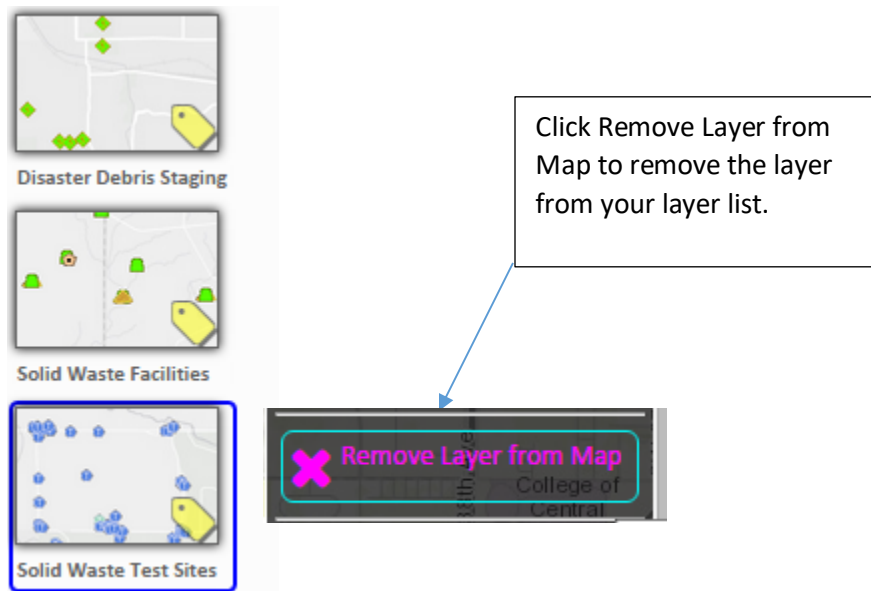 Disaster Debris Staging
Solid Waste Facilities
Solid Waste Test Sites
Click Remove Layer from
Map to remove the layer
from your layer list.
Remove Layer from Map
College of
Central